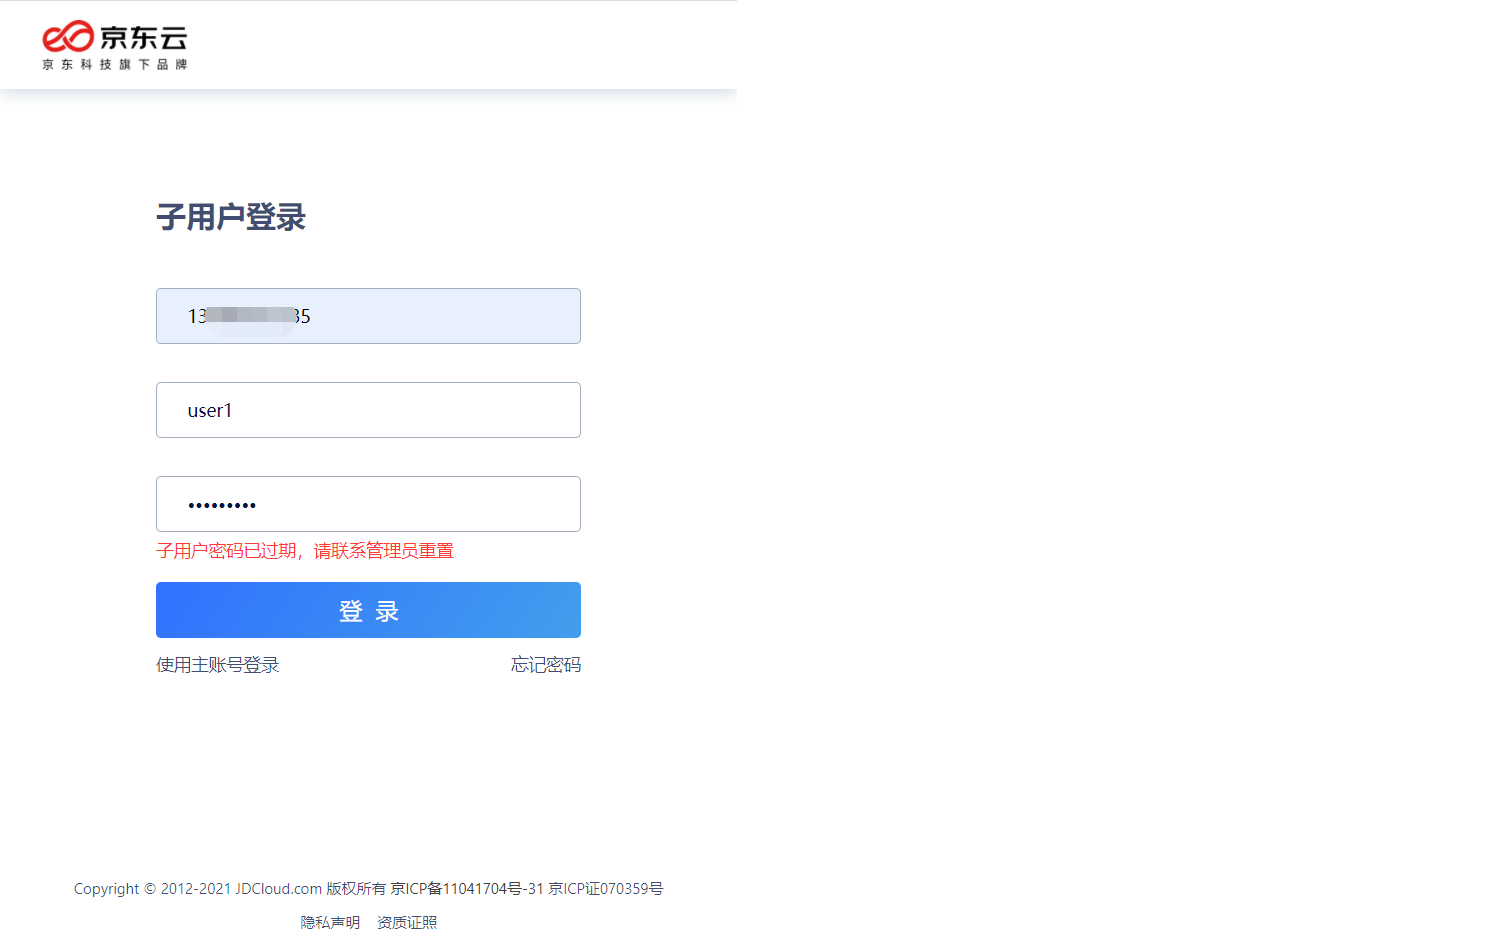 京东云
京东科技旗下品牌
子用户登录
13 35
user1
•••••••••
子用户密码已过期，请联系管理员重置
登 录
使用主账号登录 忘记密码
Copyright © 2012-2021 JDCloud.com 版权所有 京ICP备11041704号-31 京ICP证070359号
隐私声明 资质证照